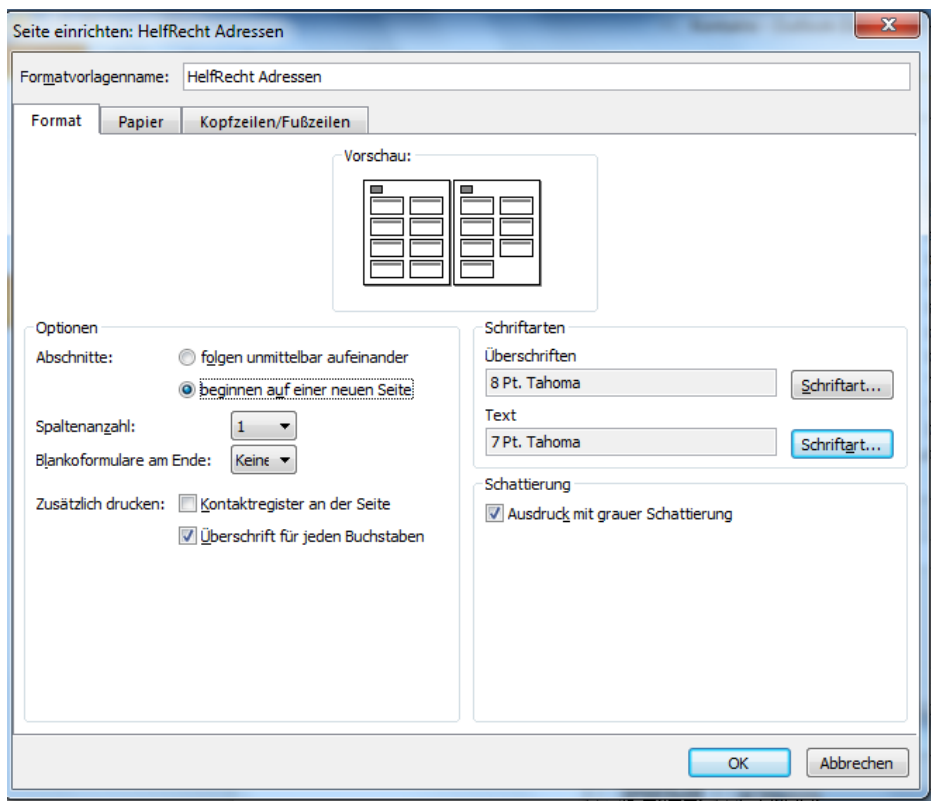 Seite einrichten: HelfRecht Adressen
Formatvorlagenname: HelfRecht Adressen
Format Papier Kopfzeilen/Fußzeilen
Vorschau:
Optionen
Abschnitte: folgen unmittelbar aufeinander
beginnen auf einer neuen Seite
Spaltenanzahl: 1
Blankoformulare am Ende: Keine
Zusätzlich drucken: Kontaktregister an der Seite
Überschrift für jeden Buchstaben
Schriftarten
Überschriften
8 Pt. Tahoma Schriftart...
Text
7 Pt. Tahoma Schriftart...
Schattierung
Ausdruck mit grauer Schattierung
OK Abbrechen